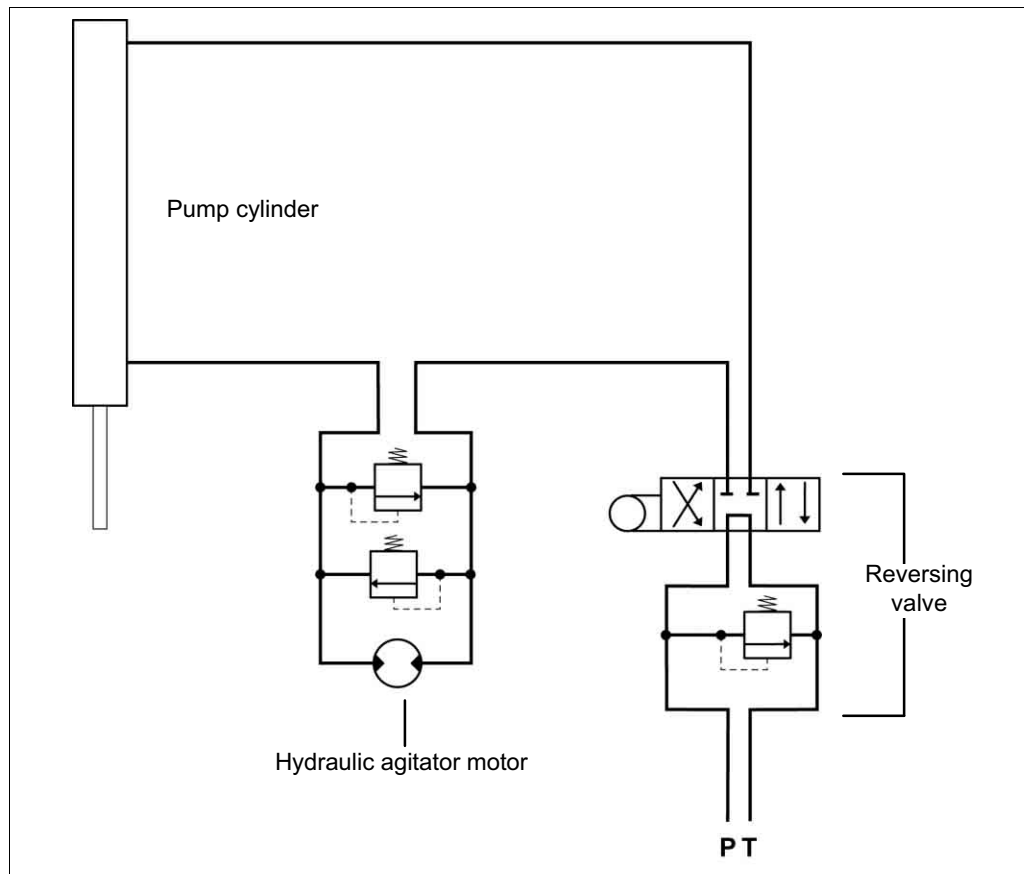 Pump cylinder
Reversing
valve
Hydraulic agitator motor
P T